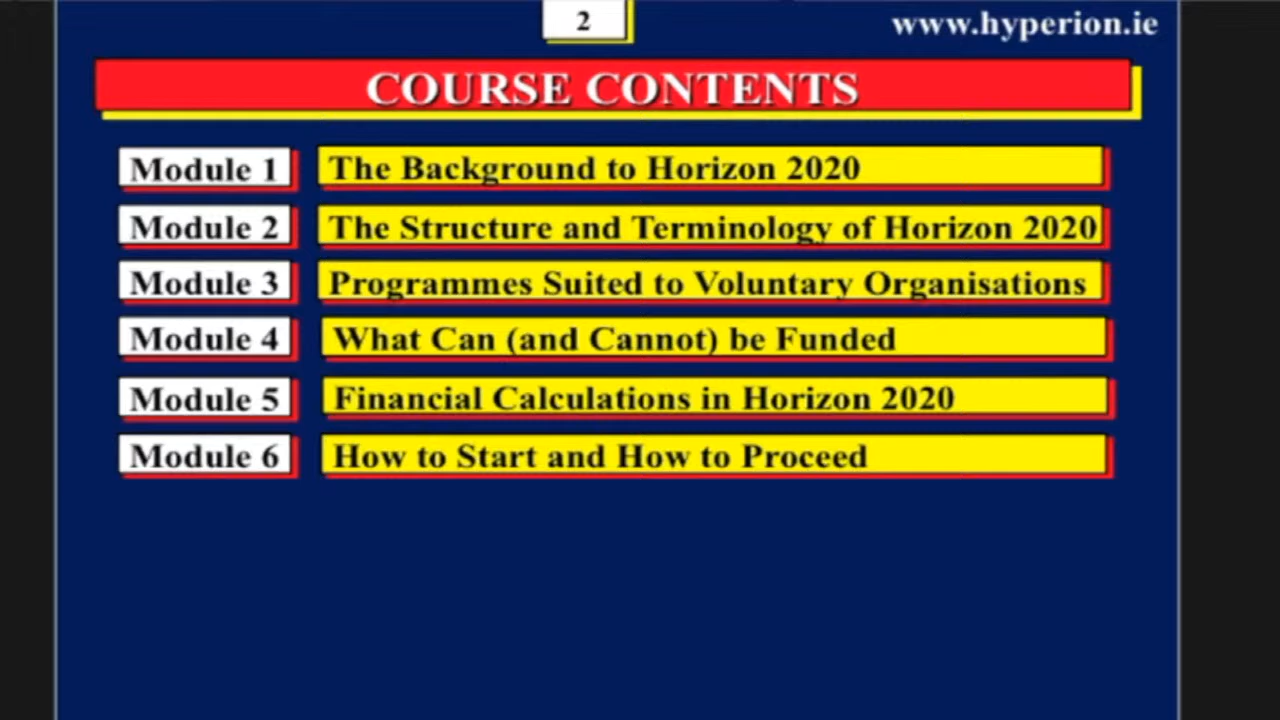 2
www.hyperion.ie
COURSE CONTENTS
Module 1 The Background to Horizon 2020
Module 2 The Structure and Terminology of Horizon 2020
Module 3 Programmes Suited to Voluntary Organisations
Module 4 What Can (and Cannot) be Funded
Module 5 Financial Calculations in Horizon 2020
Module 6 How to Start and How to Proceed